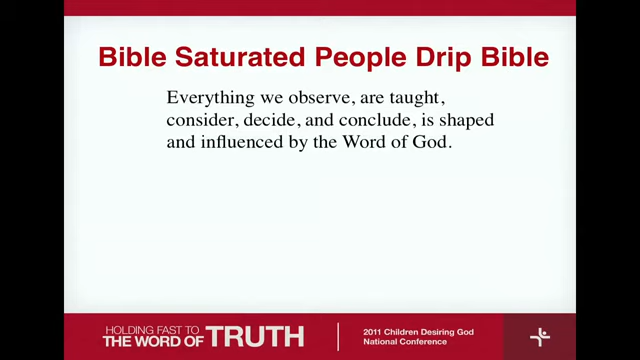 Bible Saturated People Drip Bible
Everything we observe, are taught,
consider, decide, and conclude, is shaped
and influenced by the Word of God.
HOLDING FAST TO
THE WORD OF TRUTH
2011 Children Desiring God
National Conference